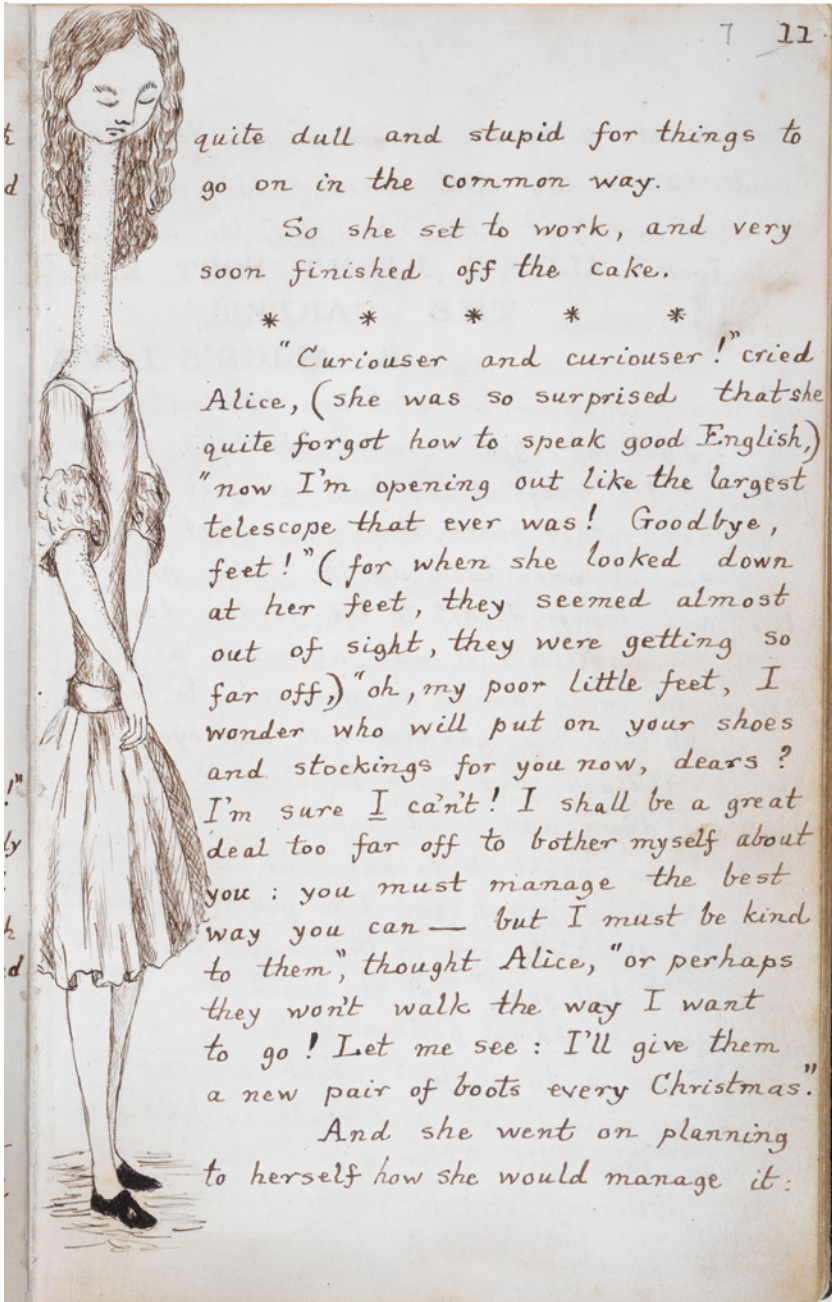 7 11
quite dull and stupid for things to
go on in the common way.
So she set to work, and very
soon finished off the cake.
* * * * *
"Curiouser and curiouser!" cried
Alice, (she was so surprised that she
quite forgot how to speak good English,)
"now I'm opening out like the largest
telescope that ever was! Goodbye,
feet!" (for when she looked down
at her feet, they seemed almost
out of sight, they were getting so
far off,) "oh, my poor little feet, I
wonder who will put on your shoes
and stockings for you now, dears?
I'm sure I ca'n't! I shall be a great
deal too far off to bother myself about
you: you must manage the best
way you can — but I must be kind
to them", thought Alice, "or perhaps
they won't walk the way I want
to go! Let me see: I'll give them
a new pair of boots every Christmas."
And she went on planning
to herself how she would manage it: